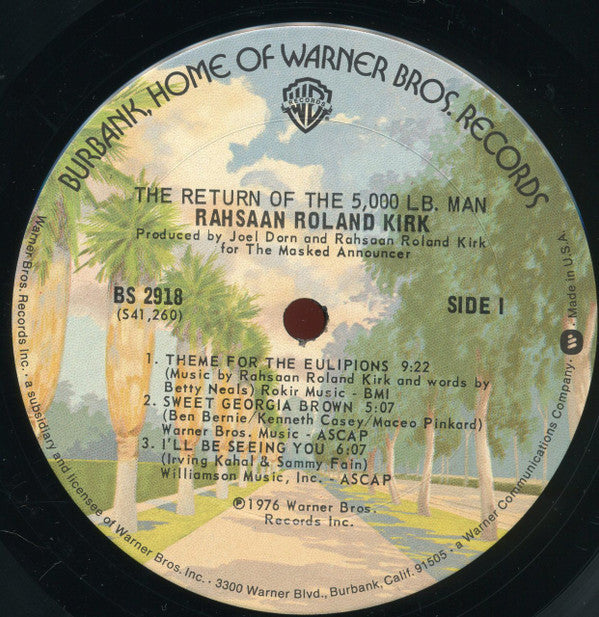 BURBANK, HOME OF WARNER BROS. RECORDS
W RECORDS
THE RETURN OF THE 5,000 LB. MAN
RAHSAAN ROLAND KIRK
Produced by Joel Dorn and Rahsaan Roland Kirk
for The Masked Announcer
BS 2918
(S41,260)
SIDE I
1. THEME FOR THE EULIPIONS 9:22
(Music by Rahsaan Roland Kirk and words by
Betty Neals) Rokir Music - BMI
2. SWEET GEORGIA BROWN 5:07
(Ben Bernie/Kenneth Casey/Maceo Pinkard)
Warner Bros. Music - ASCAP
3. I'LL BE SEEING YOU 6:07
(Irving Kahal & Sammy Fain)
Williamson Music, Inc. - ASCAP
℗1976 Warner Bros.
Records Inc.
Warner Bros. Records Inc. • a subsidiary and licensee of Warner Bros. Inc. • 3300 Warner Blvd., Burbank, Calif. 91505 • a Warner Communications Company. • Made in U.S.A.